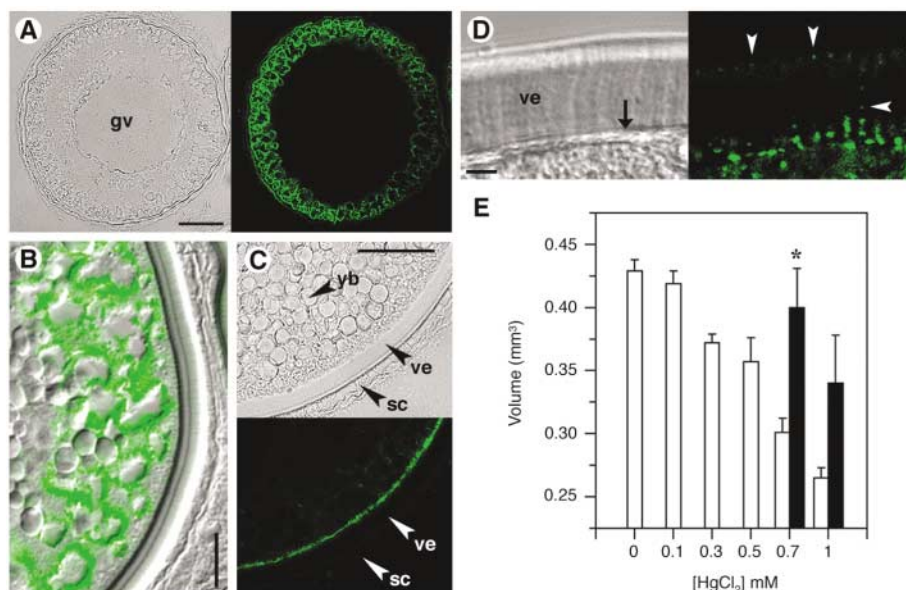 A
gv
B
C
yb
ve
sc
ve
sc
D
ve
E
*
Volume (mm³)
0.45
0.40
0.35
0.30
0.25
0 0.1 0.3 0.5 0.7 1
[HgCl₂] mM